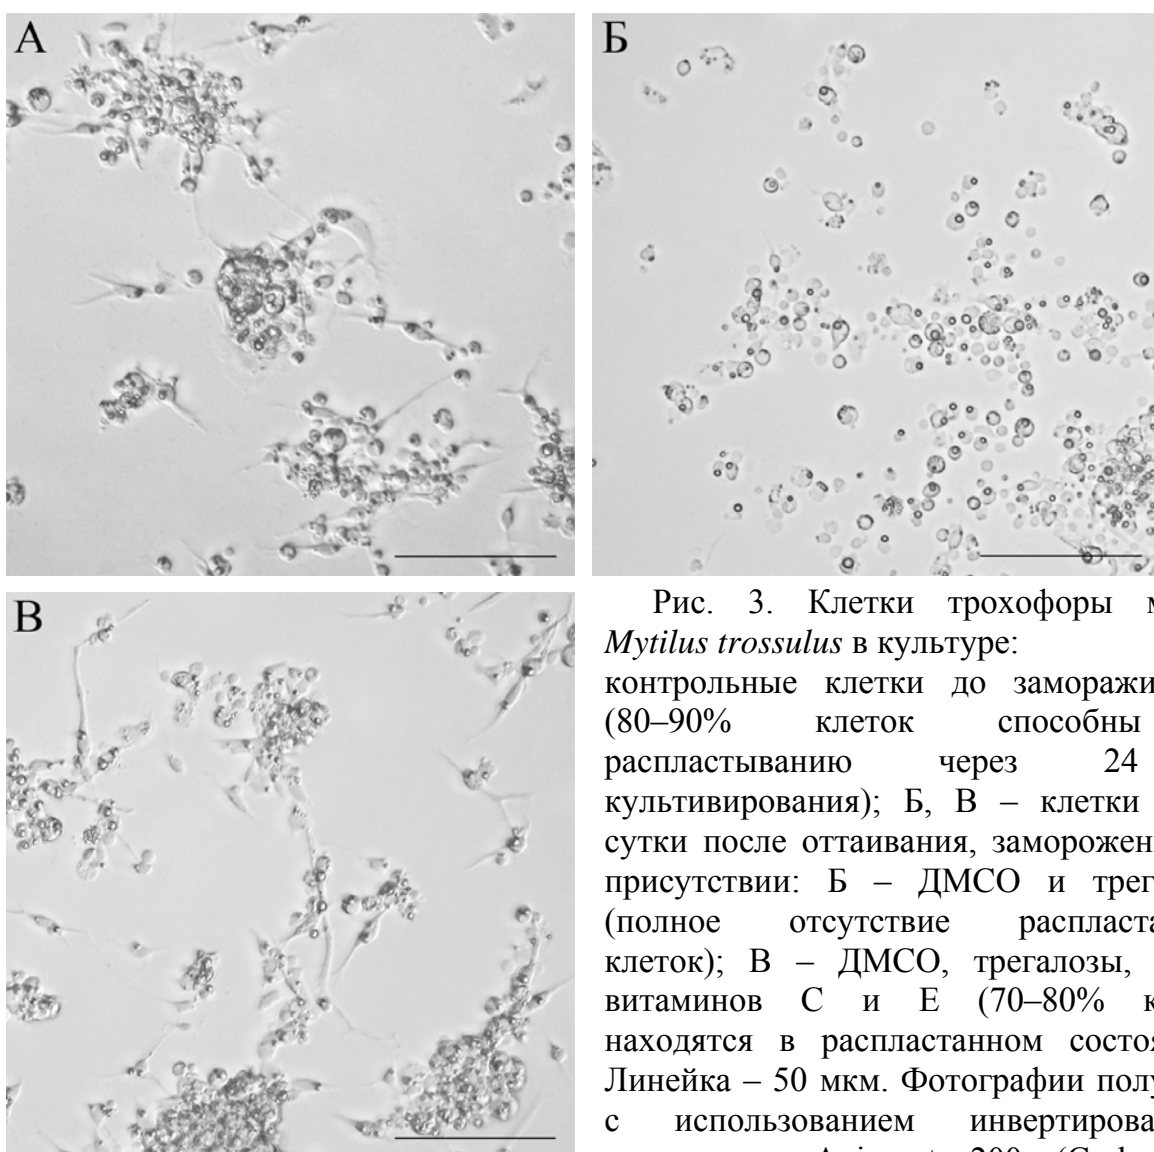 А
Б
В
Рис. 3. Клетки трохофоры
Mytilus trossulus в культуре:
контрольные клетки до заморажи
(80–90% клеток способны
распластыванию через 24
культивирования); Б, В – клетки
сутки после оттаивания, заморожен
присутствии: Б – ДМСО и трег
(полное отсутствие распласта
клеток); В – ДМСО, трегалозы,
витаминов С и Е (70–80% к
находятся в распластанном состоя
Линейка – 50 мкм. Фотографии полу
с использованием инвертирова